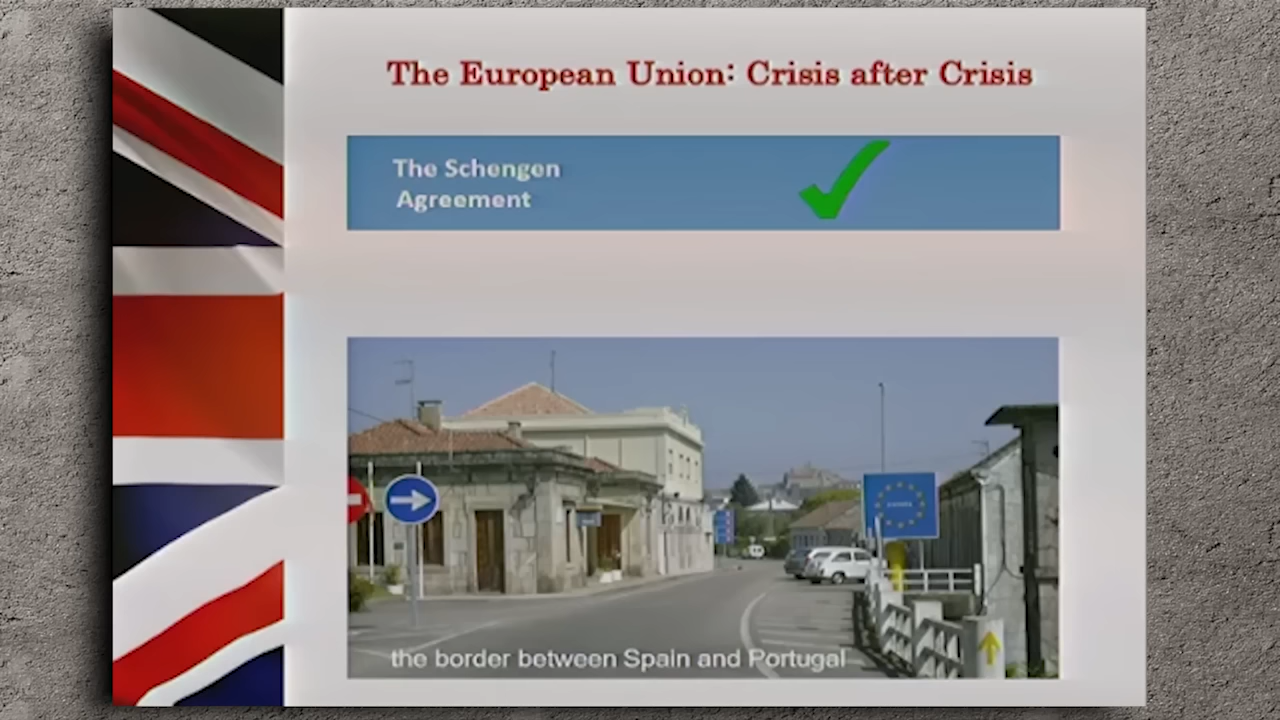 The European Union: Crisis after Crisis
The Schengen
Agreement
the border between Spain and Portugal